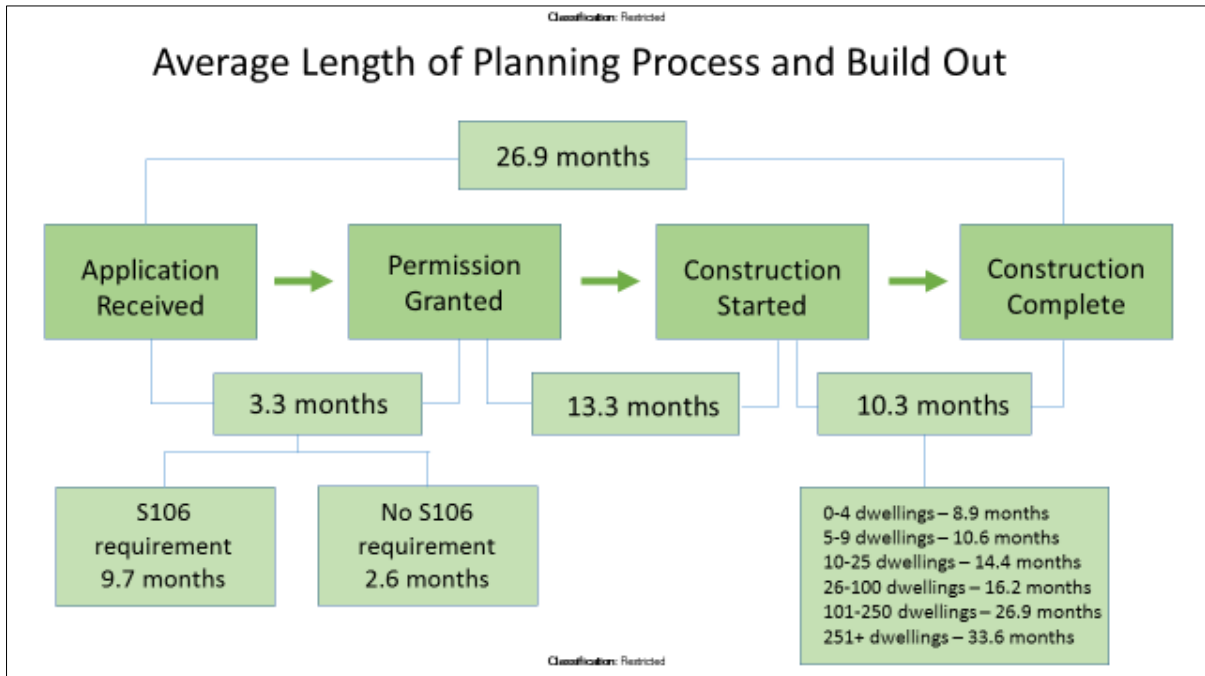 Classification: Restricted
Average Length of Planning Process and Build Out
26.9 months
Application
Received
Permission
Granted
Construction
Started
Construction
Complete
3.3 months
13.3 months
10.3 months
S106
requirement
9.7 months
No S106
requirement
2.6 months
0-4 dwellings – 8.9 months
5-9 dwellings – 10.6 months
10-25 dwellings – 14.4 months
26-100 dwellings – 16.2 months
101-250 dwellings – 26.9 months
251+ dwellings – 33.6 months
Classification: Restricted